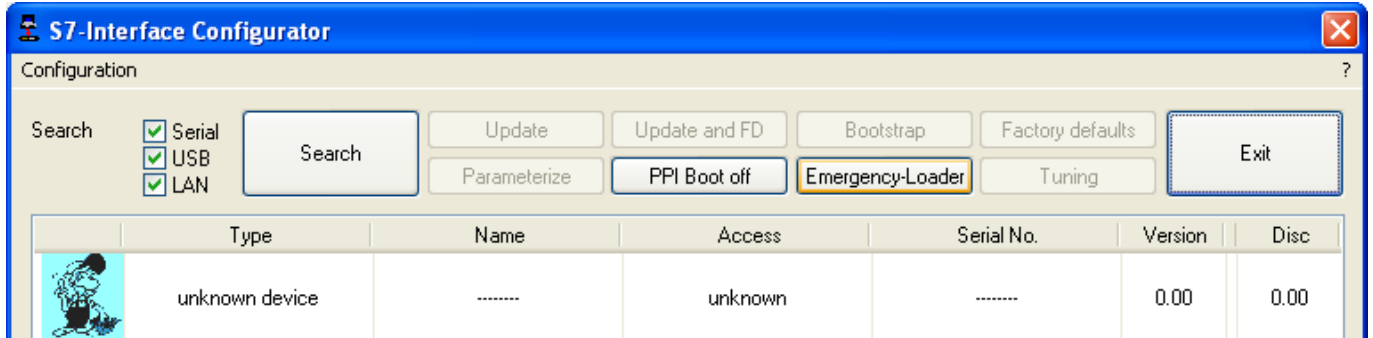 S7-Interface Configurator
Configuration ?
Search Serial Search Update Update and FD Bootstrap Factory defaults Exit
USB
LAN Parameterize PPI Boot off Emergency-Loader Tuning
Type Name Access Serial No. Version Disc
unknown device -------- unknown -------- 0.00 0.00